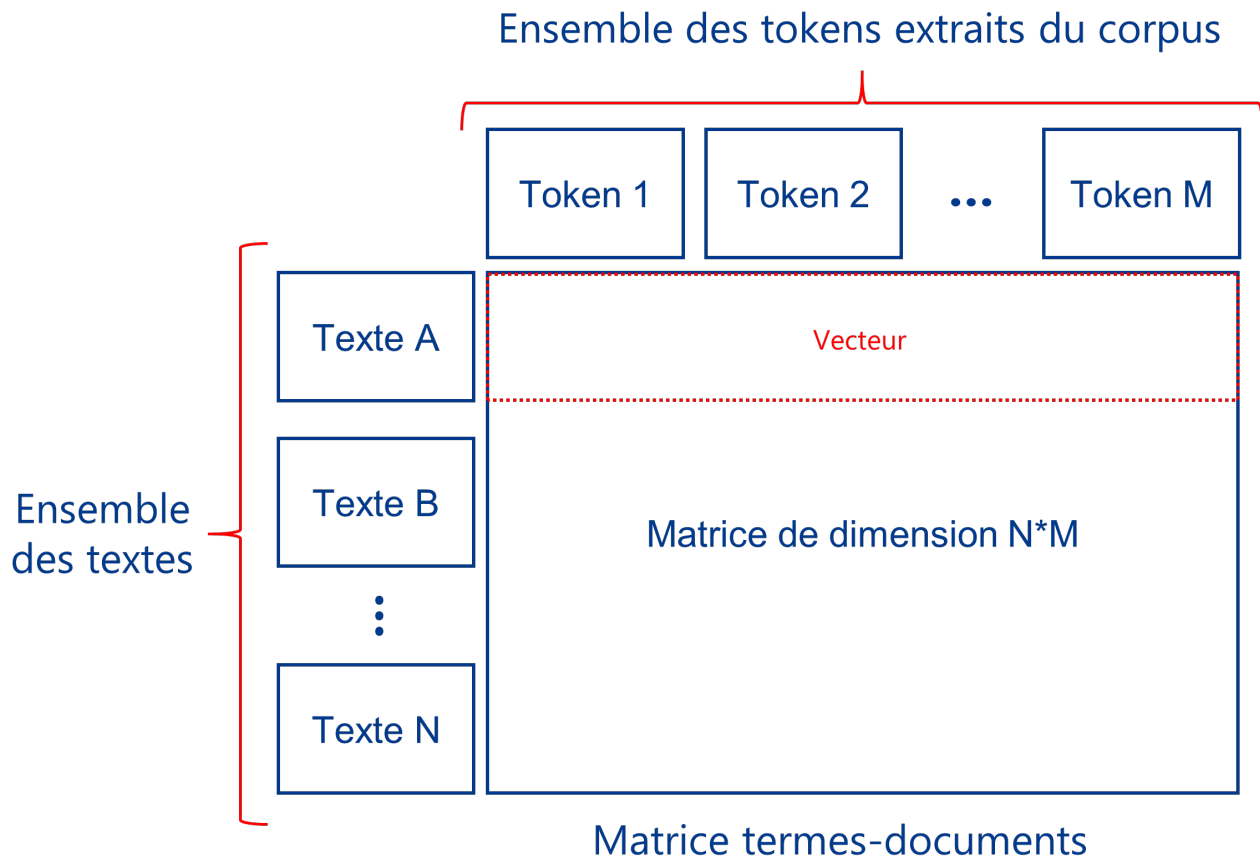 Ensemble des tokens extraits du corpus
Token 1
Token 2
...
Token M
Texte A
Vecteur
Texte B
Ensemble
des textes
Matrice de dimension N*M
Texte N
Matrice termes-documents